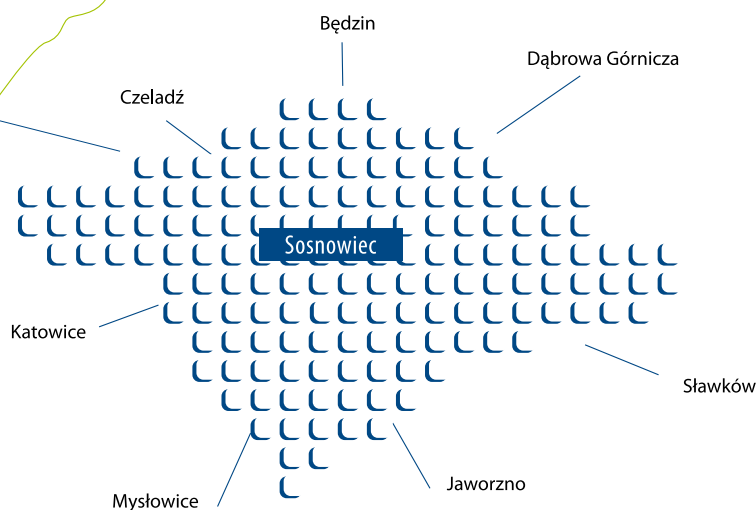 Będzin
Dąbrowa Górnicza
Czeladź
Sosnowiec
Katowice
Sławków
Jaworzno
Mysłowice